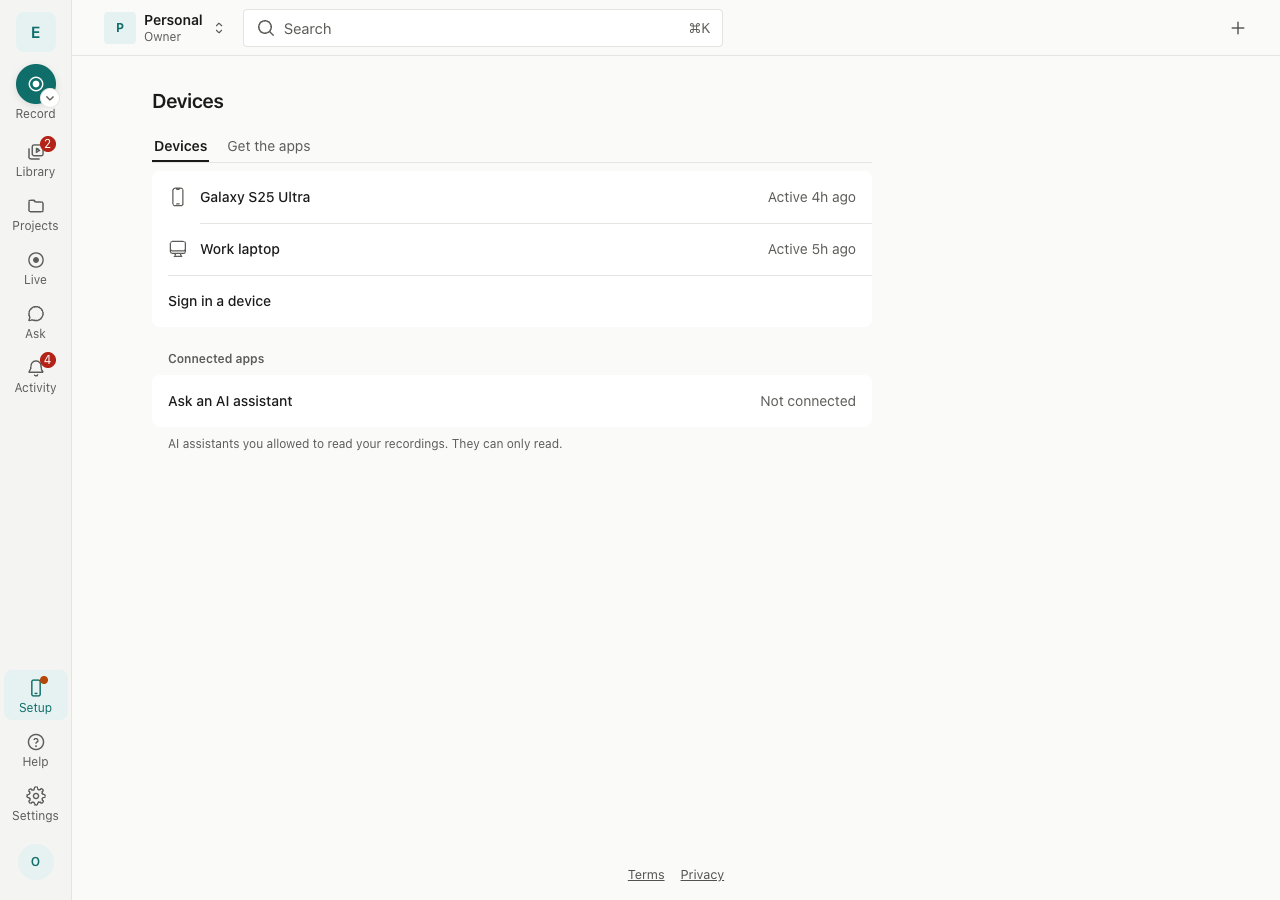 E
Record
2
Library
Projects
Live
Ask
4
Activity
Setup
Help
Settings
O
P
Personal
Owner
Search
⌘K
Devices
Devices
Get the apps
Galaxy S25 Ultra
Active 4h ago
Work laptop
Active 5h ago
Sign in a device
Connected apps
Ask an AI assistant
Not connected
AI assistants you allowed to read your recordings. They can only read.
Terms
Privacy